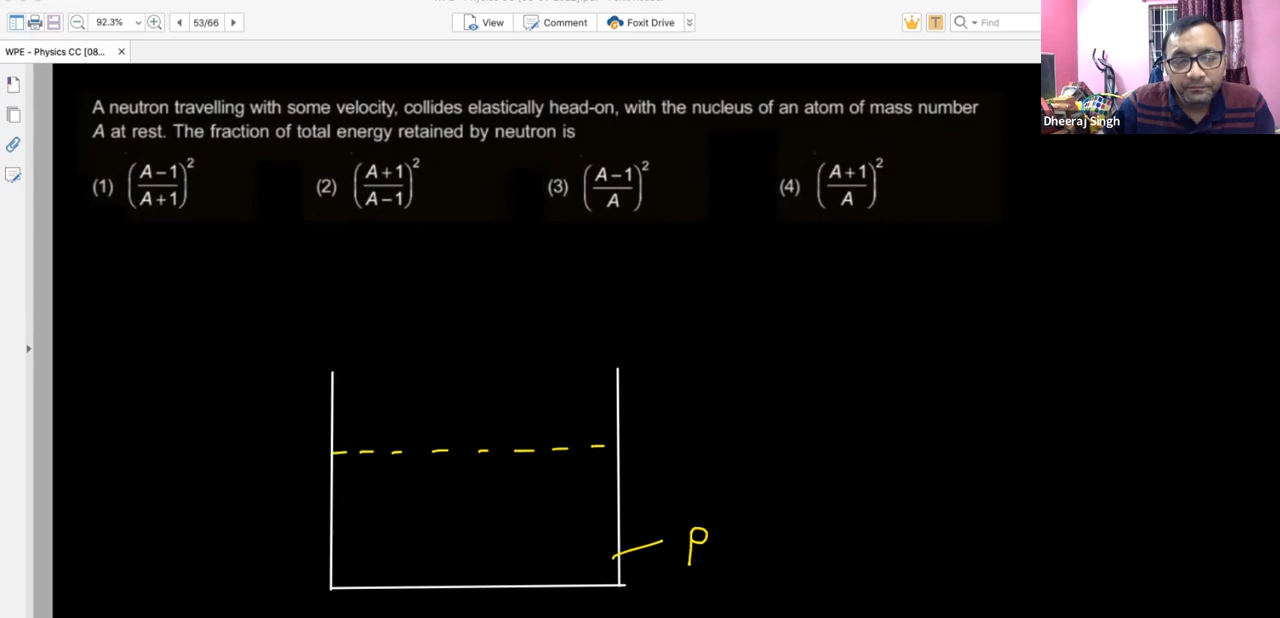 92.3%
53/66
View
Comment
Foxit Drive
T
Find
WPE - Physics CC [08... ×
Dheeraj Singh
A neutron travelling with some velocity, collides elastically head-on, with the nucleus of an atom of mass number
A at rest. The fraction of total energy retained by neutron is
(1) ((A−1)/(A+1))²
(2) ((A+1)/(A−1))²
(3) ((A−1)/A)²
(4) ((A+1)/A)²
P